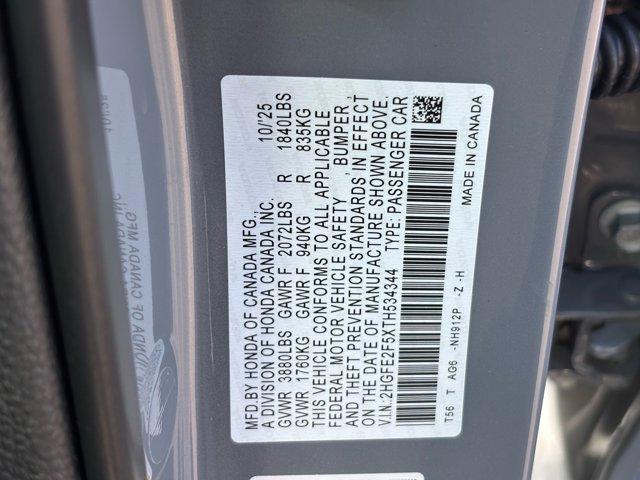 MFD BY HONDA OF CANADA MFG.,
A DIVISION OF HONDA CANADA INC. 10/'25
GVWR 3880LBS GAWR F 2072LBS R 1840LBS
GVWR 1760KG GAWR F 940KG R 835KG
THIS VEHICLE CONFORMS TO ALL APPLICABLE
FEDERAL MOTOR VEHICLE SAFETY, BUMPER,
AND THEFT PREVENTION STANDARDS, IN EFFECT
ON THE DATE OF MANUFACTURE SHOWN ABOVE.
V.I.N:2HGFE2F5XTH534344 TYPE: PASSENGER CAR
T56 T AG6 -NH912P -Z -H
MADE IN CANADA